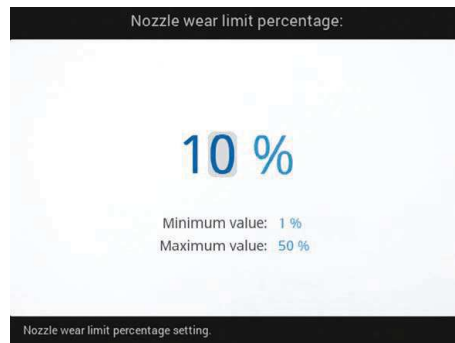 Nozzle wear limit percentage:
10 %
Minimum value: 1 %
Maximum value: 50 %
Nozzle wear limit percentage setting.